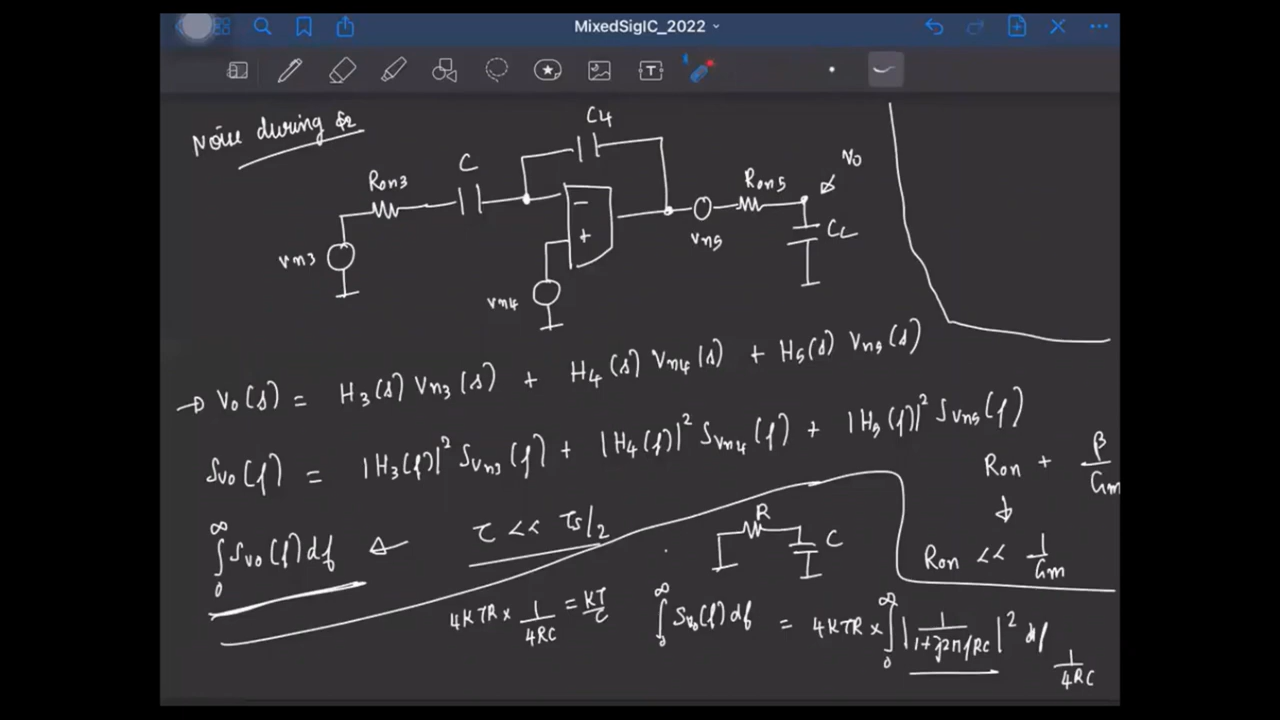 MixedSigIC_2022
Noise during Φ2
C4
C
Ron3
Ron5
Vo
CL
Vn3
Vn5
Vn4
−
+
→ Vo(s) = H3(s) Vn3(s) + H4(s) Vn4(s) + H5(s) Vn5(s)
Svo(f) = |H3(f)|² Svn3(f) + |H4(f)|² Svn4(f) + |H5(f)|² Svn5(f)
Ron + β/Gm
↓
Ron << 1/Gm
∫₀^∞ Svo(f) df ← τ << Ts/2
R
C
4KTR × 1/4RC = KT/C
∫₀^∞ Svo(f) df = 4KTR × ∫₀^∞ |1/(1+j2πfRC)|² df
1/4RC